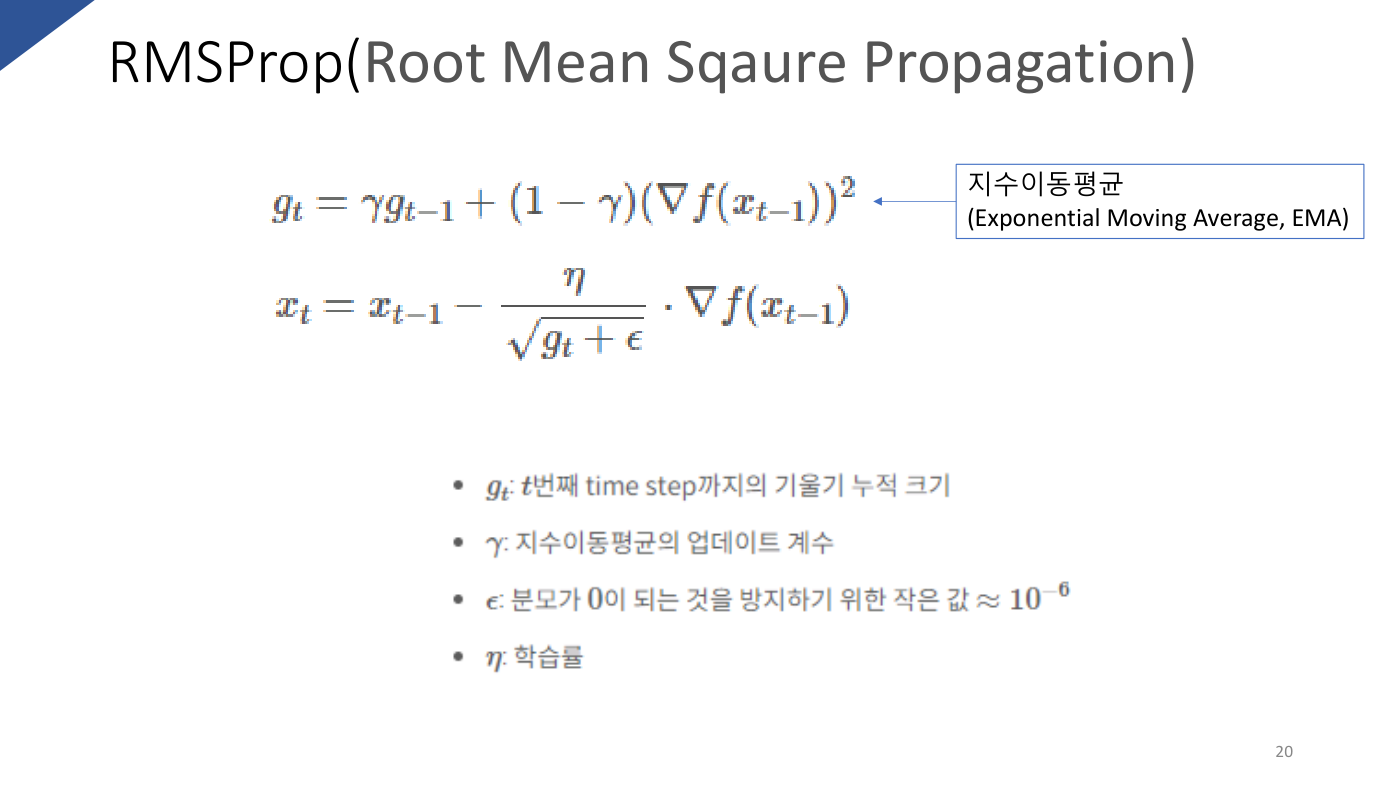 RMSProp(Root Mean Sqaure Propagation)
g_t = γg_{t−1} + (1 − γ)(∇f(x_{t−1}))^2
지수이동평균
(Exponential Moving Average, EMA)
x_t = x_{t−1} − \frac{η}{\sqrt{g_t + ϵ}} · ∇f(x_{t−1})
• g_t: t번째 time step까지의 기울기 누적 크기
• γ: 지수이동평균의 업데이트 계수
• ϵ: 분모가 0이 되는 것을 방지하기 위한 작은 값 ≈ 10^{−6}
• η: 학습률
20